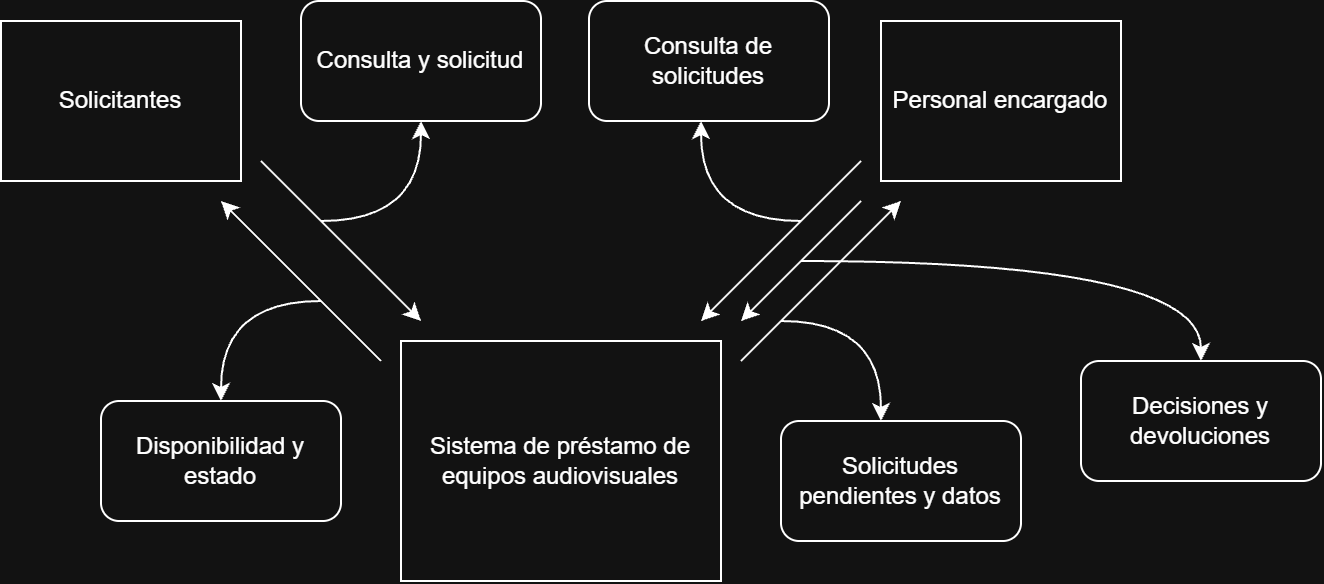 Solicitantes
Consulta y solicitud
Consulta de
solicitudes
Personal encargado
Disponibilidad y
estado
Sistema de préstamo de
equipos audiovisuales
Solicitudes
pendientes y datos
Decisiones y
devoluciones